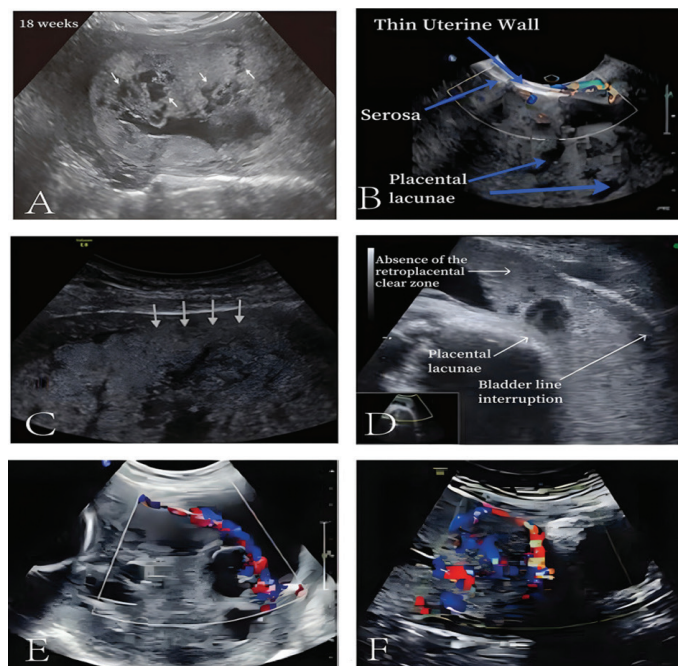 18 weeks
A
Thin Uterine Wall
Serosa
Placental
lacunae
B
C
Absence of the
retroplacental
clear zone
Placental
lacunae
Bladder line
interruption
D
E
F